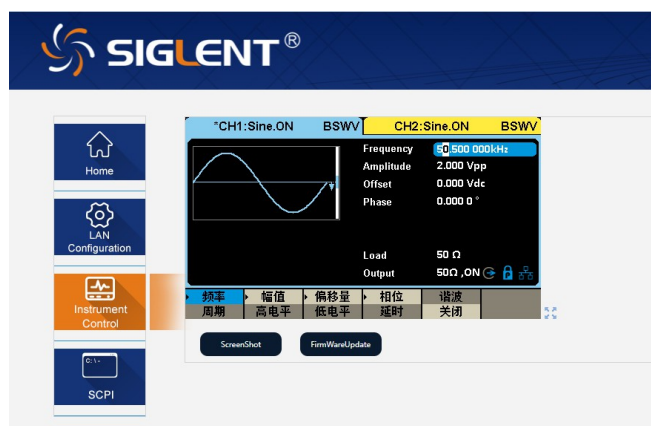 SIGLENT®
*CH1:Sine.ON BSWV CH2:Sine.ON BSWV
Home
LAN
Configuration
Instrument
Control
C:\-
SCPI
Frequency 50.500 000kHz
Amplitude 2.000 Vpp
Offset 0.000 Vdc
Phase 0.000 0 °
Load 50 Ω
Output 50Ω ,ON
频率 幅值 偏移量 相位 谐波
周期 高电平 低电平 延时 关闭
ScreenShot FirmWareUpdate